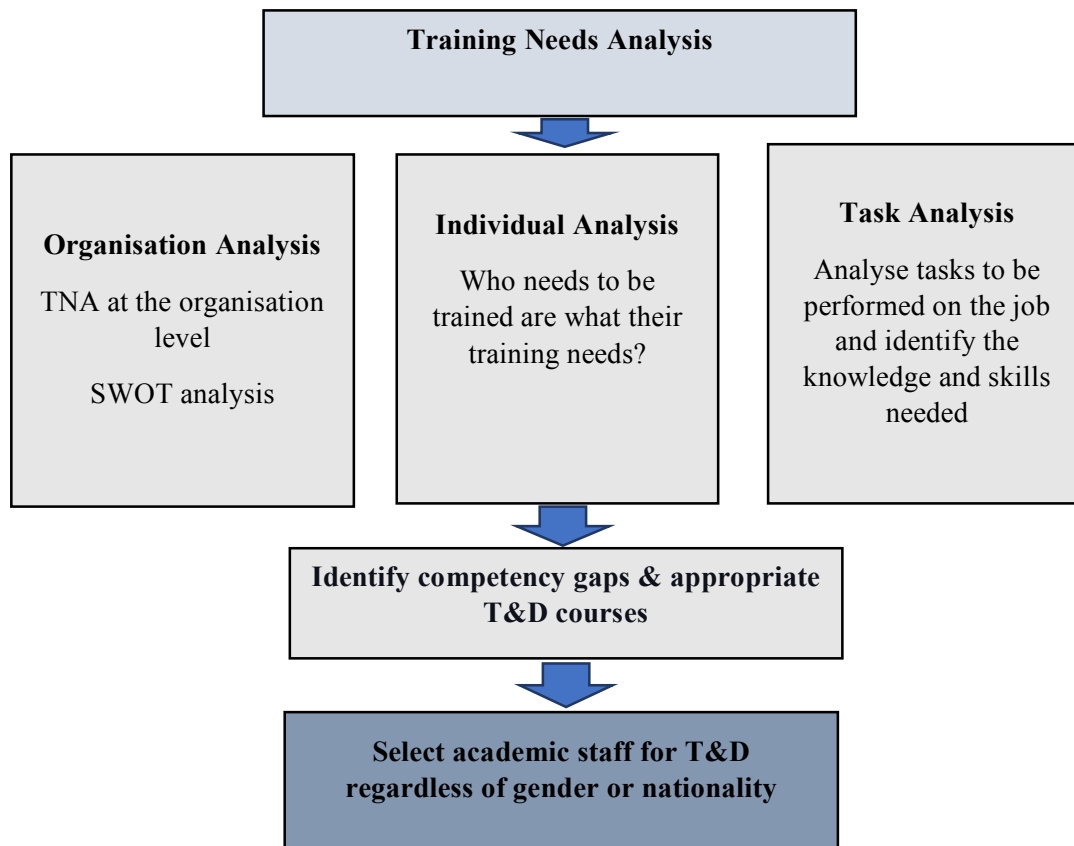 Training Needs Analysis
Organisation Analysis
TNA at the organisation
level
SWOT analysis
Individual Analysis
Who needs to be
trained are what their
training needs?
Task Analysis
Analyse tasks to be
performed on the job
and identify the
knowledge and skills
needed
Identify competency gaps & appropriate
T&D courses
Select academic staff for T&D
regardless of gender or nationality